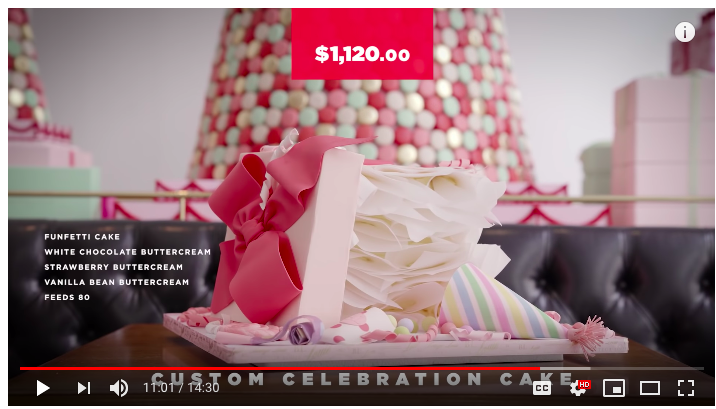 $1,120.00
i
FUNFETTI CAKE
WHITE CHOCOLATE BUTTERCREAM
STRAWBERRY BUTTERCREAM
VANILLA BEAN BUTTERCREAM
FEEDS 80
CUSTOM CELEBRATION CAKE
11:01 / 14:30
CC
HD